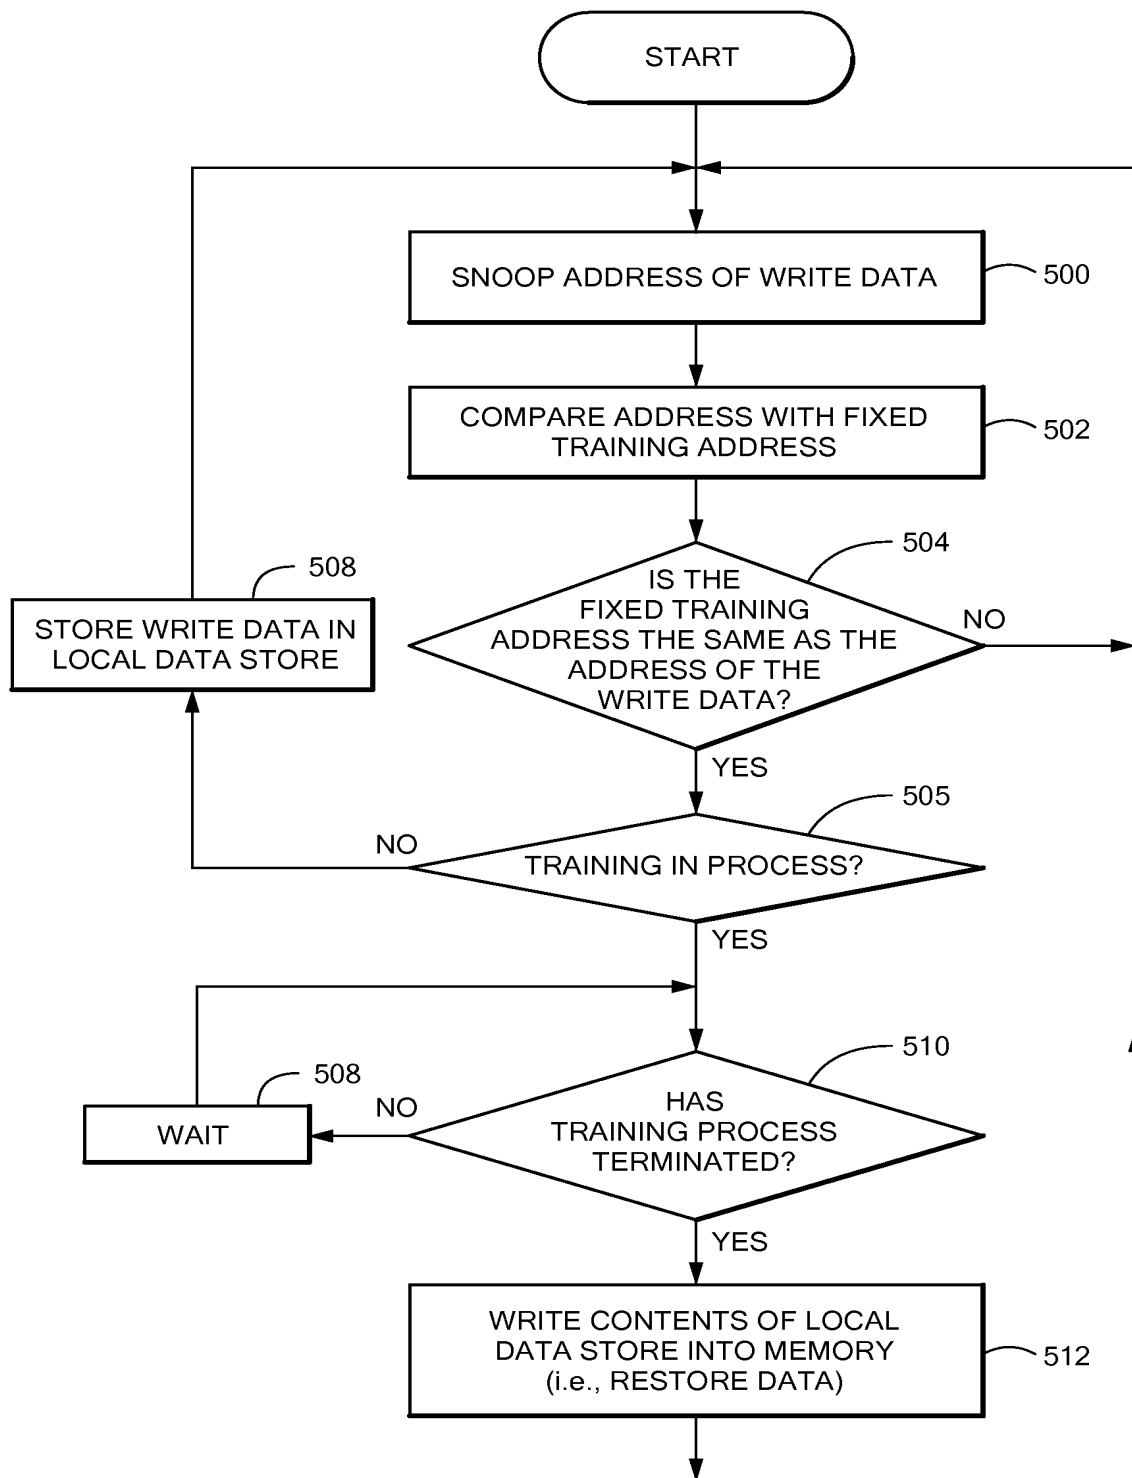 START
SNOOP ADDRESS OF WRITE DATA
500
COMPARE ADDRESS WITH FIXED
TRAINING ADDRESS
502
504
IS THE
FIXED TRAINING
ADDRESS THE SAME AS THE
ADDRESS OF THE
WRITE DATA?
NO
508
STORE WRITE DATA IN
LOCAL DATA STORE
YES
505
NO
TRAINING IN PROCESS?
YES
510
508
NO
WAIT
HAS
TRAINING PROCESS
TERMINATED?
YES
WRITE CONTENTS OF LOCAL
DATA STORE INTO MEMORY
(i.e., RESTORE DATA)
512